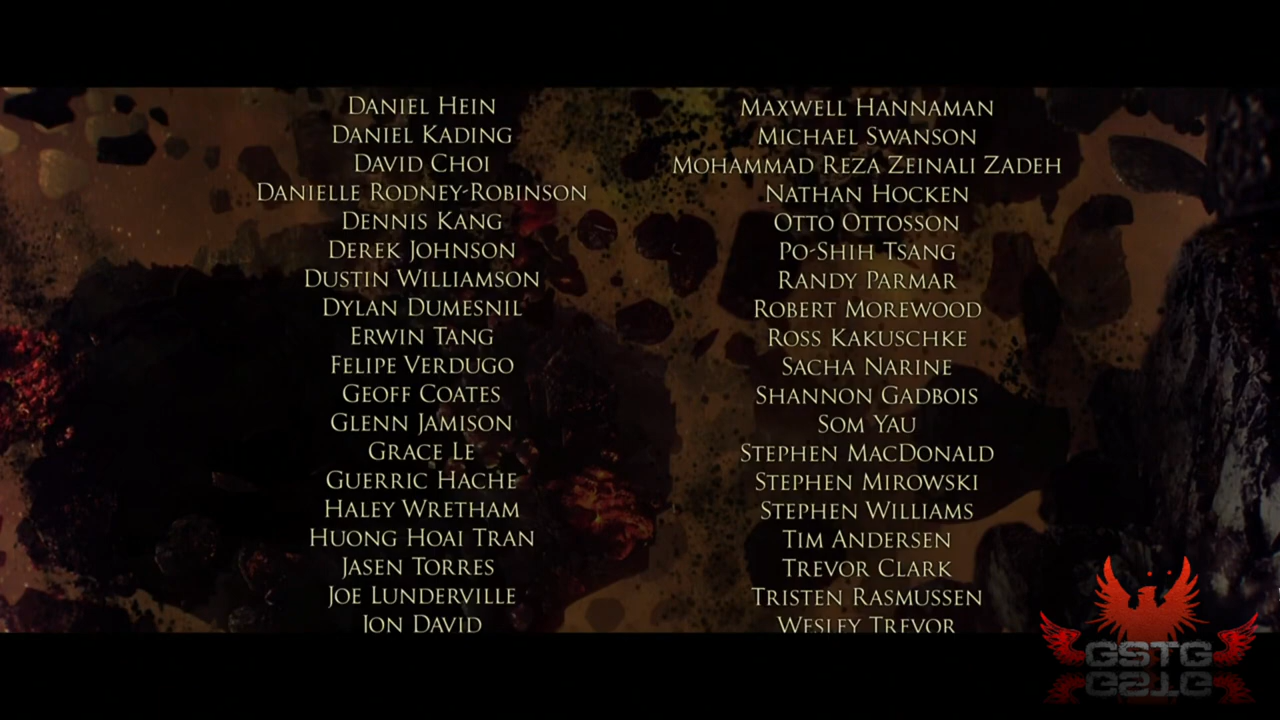 DANIEL HEIN
DANIEL KADING
DAVID CHOI
DANIELLE RODNEY-ROBINSON
DENNIS KANG
DEREK JOHNSON
DUSTIN WILLIAMSON
DYLAN DUMESNIL
ERWIN TANG
FELIPE VERDUGO
GEOFF COATES
GLENN JAMISON
GRACE LE
GUERRIC HACHE
HALEY WRETHAM
HUONG HOAI TRAN
JASEN TORRES
JOE LUNDERVILLE
JON DAVID
MAXWELL HANNAMAN
MICHAEL SWANSON
MOHAMMAD REZA ZEINALI ZADEH
NATHAN HOCKEN
OTTO OTTOSSON
PO-SHIH TSANG
RANDY PARMAR
ROBERT MOREWOOD
ROSS KAKUSCHKE
SACHA NARINE
SHANNON GADBOIS
SOM YAU
STEPHEN MACDONALD
STEPHEN MIROWSKI
STEPHEN WILLIAMS
TIM ANDERSEN
TREVOR CLARK
TRISTEN RASMUSSEN
WESLEY TREVOR
GSTG